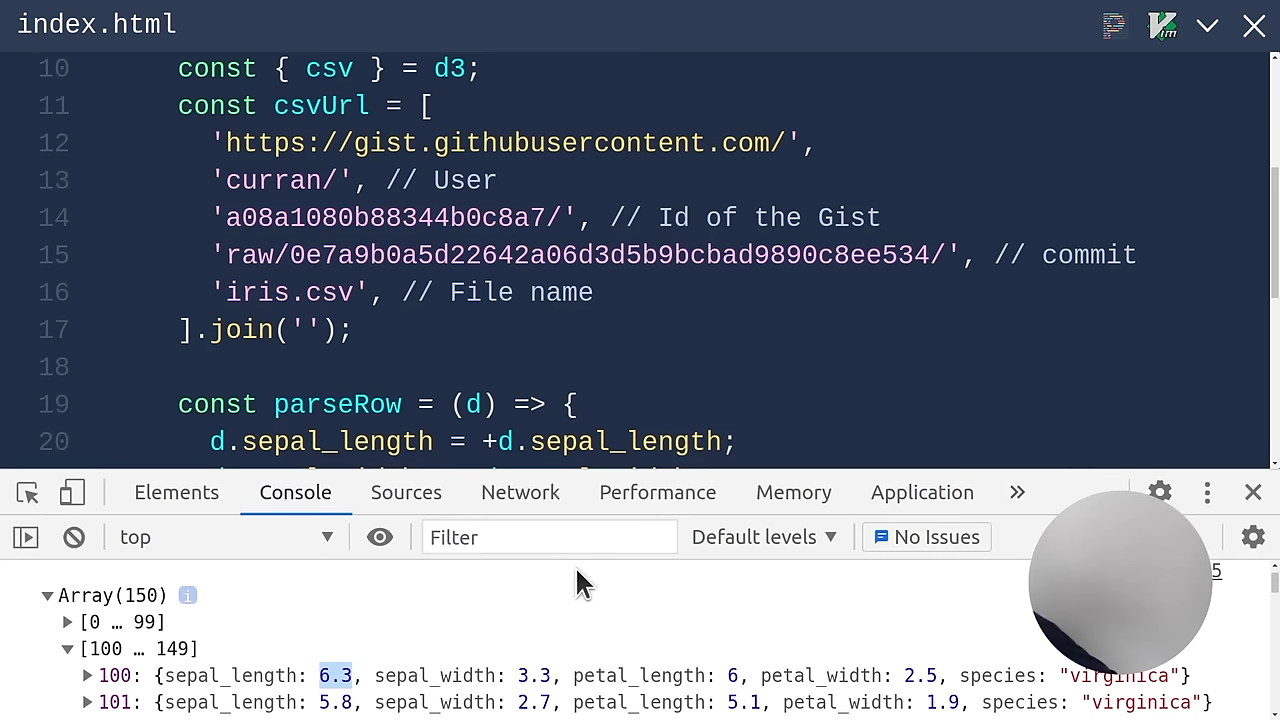 index.html
10 const { csv } = d3;
11 const csvUrl = [
12 'https://gist.githubusercontent.com/',
13 'curran/', // User
14 'a08a1080b88344b0c8a7/', // Id of the Gist
15 'raw/0e7a9b0a5d22642a06d3d5b9bcbad9890c8ee534/', // commit
16 'iris.csv', // File name
17 ].join('');
18
19 const parseRow = (d) => {
20 d.sepal_length = +d.sepal_length;
Elements Console Sources Network Performance Memory Application »
top ▼ Filter Default levels ▼ No Issues
5
▼Array(150) i
▶[0 … 99]
▼[100 … 149]
▶100: {sepal_length: 6.3, sepal_width: 3.3, petal_length: 6, petal_width: 2.5, species: "virginica"}
▶101: {sepal_length: 5.8, sepal_width: 2.7, petal_length: 5.1, petal_width: 1.9, species: "virginica"}